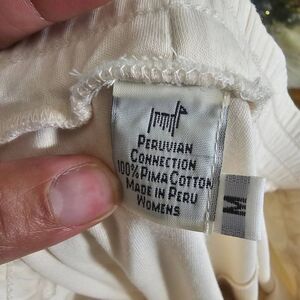 PERUVIAN
CONNECTION
100% PIMA COTTON
MADE IN PERU
WOMENS
M